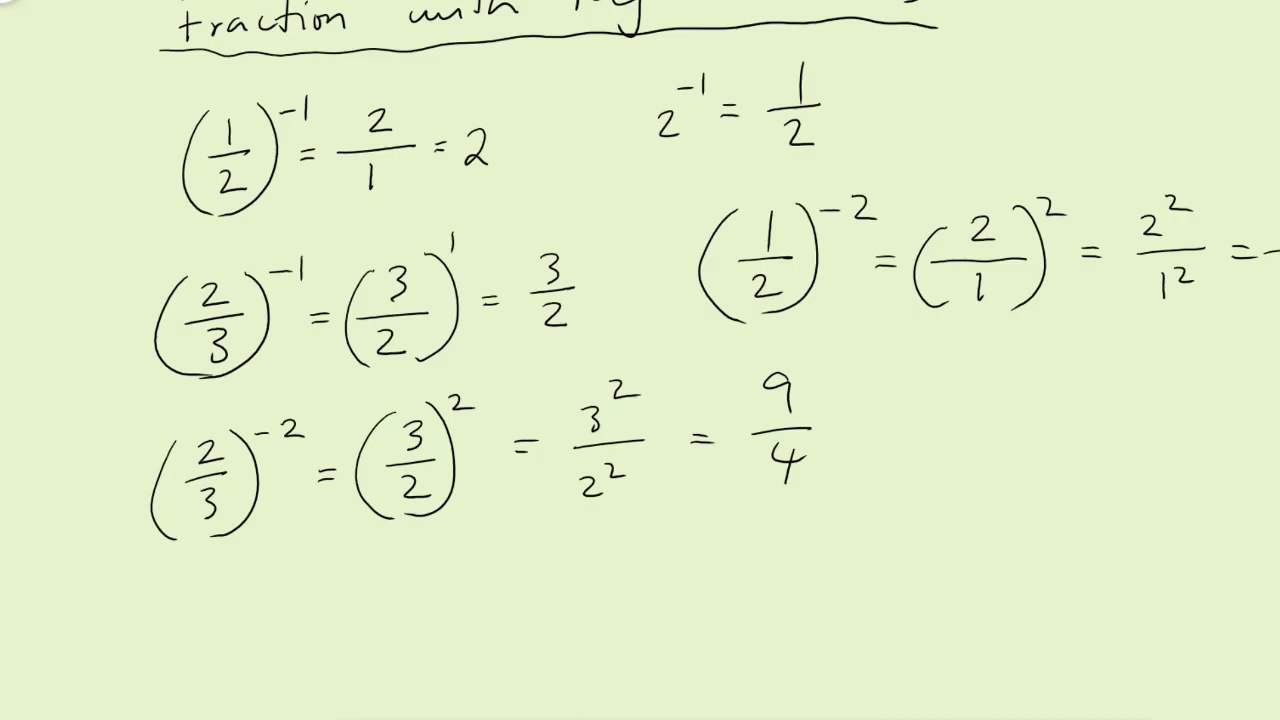 fraction with
(1/2)^-1 = 2/1 = 2
2^-1 = 1/2
(1/2)^-2 = (2/1)^2 = 2^2/1^2 =
(2/3)^-1 = (3/2)^1 = 3/2
(2/3)^-2 = (3/2)^2 = 3^2/2^2 = 9/4